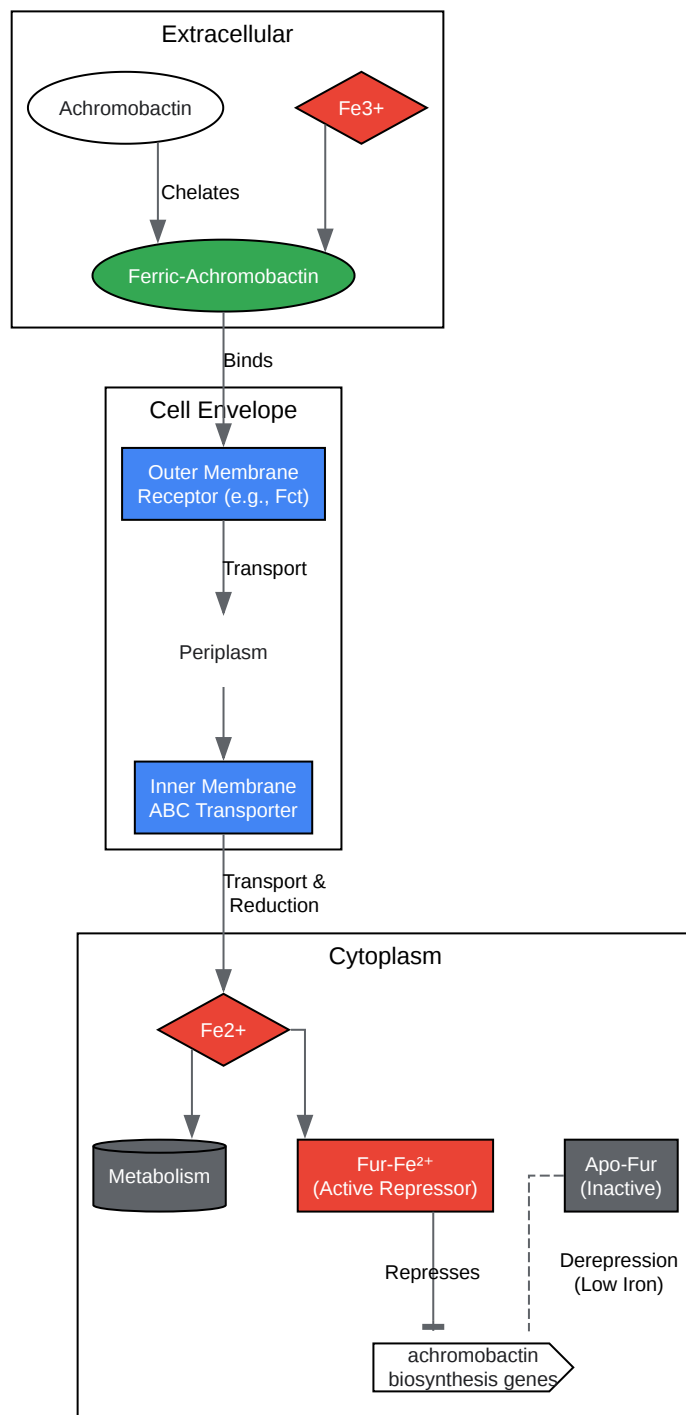 Extracellular
Achromobactin
Fe3+
Chelates
Ferric-Achromobactin
Binds
Cell Envelope
Outer Membrane
Receptor (e.g., Fct)
Transport
Periplasm
Inner Membrane
ABC Transporter
Transport &
Reduction
Cytoplasm
Fe2+
Metabolism
Fur-Fe²⁺
(Active Repressor)
Apo-Fur
(Inactive)
Represses
Derepression
(Low Iron)
achromobactin
biosynthesis genes